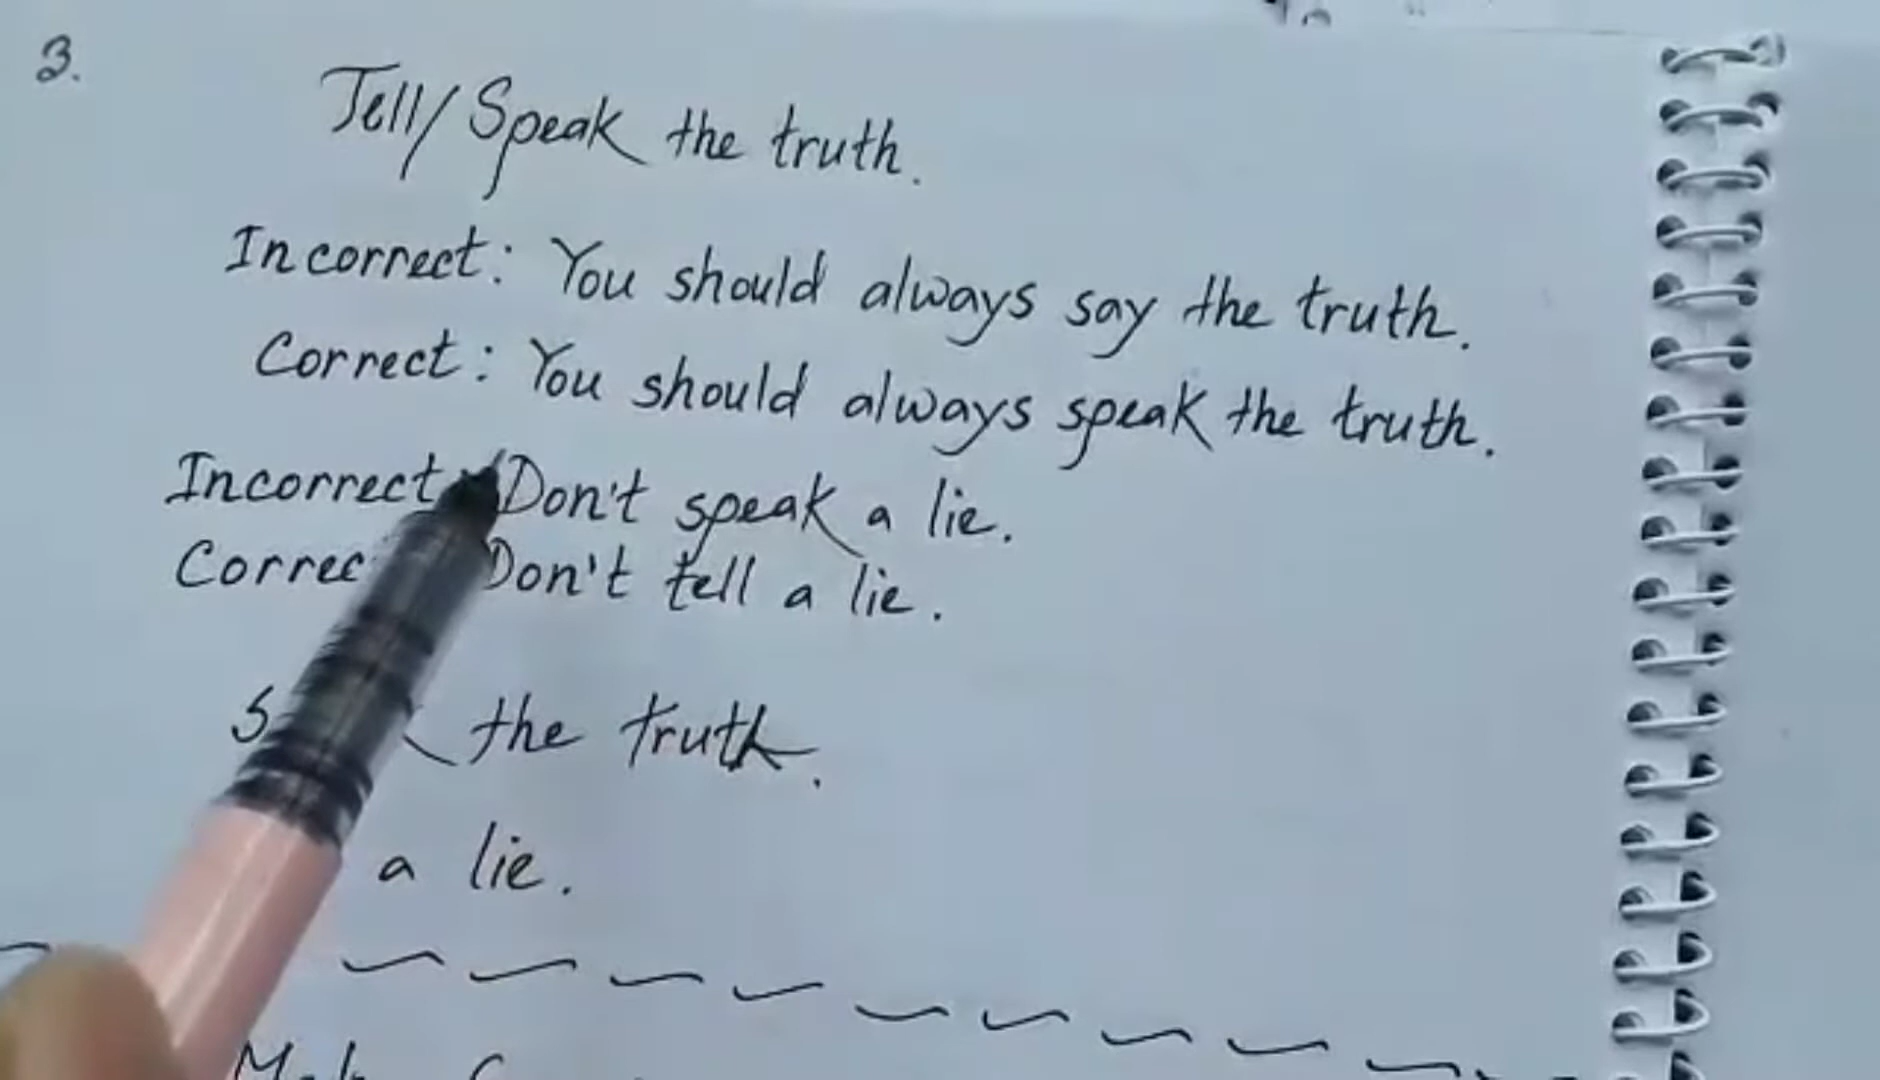 3.
Tell/Speak the truth.
Incorrect: You should always say the truth.
Correct: You should always speak the truth.
Incorrect: Don't speak a lie.
Correc Don't tell a lie.
the truth.
a lie.